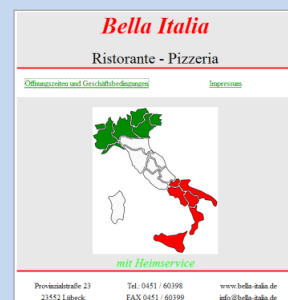 Bella Italia
Ristorante - Pizzeria
Öffnungszeiten und Geschäftsbedingungen Impressum
mit Heimservice
Provinzialstraße 23 Tel.: 0451 / 60398 www.bella-italia.de
23552 Lübeck FAX 0451 / 60399 info@bella-italia.de